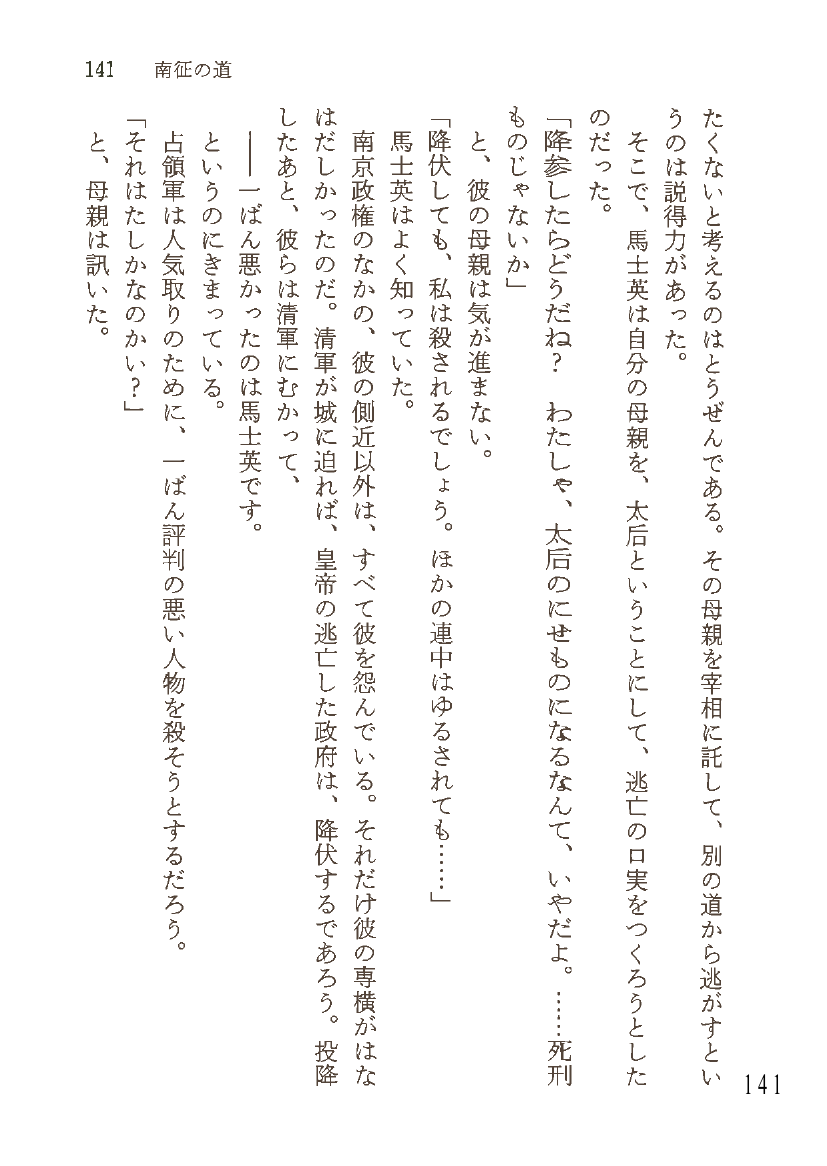 141 南征の道
たくないと考えるのはとうぜんである。その母親を宰相に託して、別の道から逃がすとい
うのは説得力があった。
そこで、馬士英は自分の母親を、太后ということにして、逃亡の口実をつくろうとした
のだった。
「降参したらどうだね？　わたしゃ、太后のにせものになるなんて、いやだよ。……死刑
ものじゃないか」
と、彼の母親は気が進まない。
「降伏しても、私は殺されるでしょう。ほかの連中はゆるされても……」
馬士英はよく知っていた。
南京政権のなかの、彼の側近以外は、すべて彼を怨んでいる。それだけ彼の専横がはな
はだしかったのだ。清軍が城に迫れば、皇帝の逃亡した政府は、降伏するであろう。投降
したあと、彼らは清軍にむかって、
――一ばん悪かったのは馬士英です。
というのにきまっている。
占領軍は人気取りのために、一ばん評判の悪い人物を殺そうとするだろう。
「それはたしかなのかい？」
と、母親は訊いた。
141